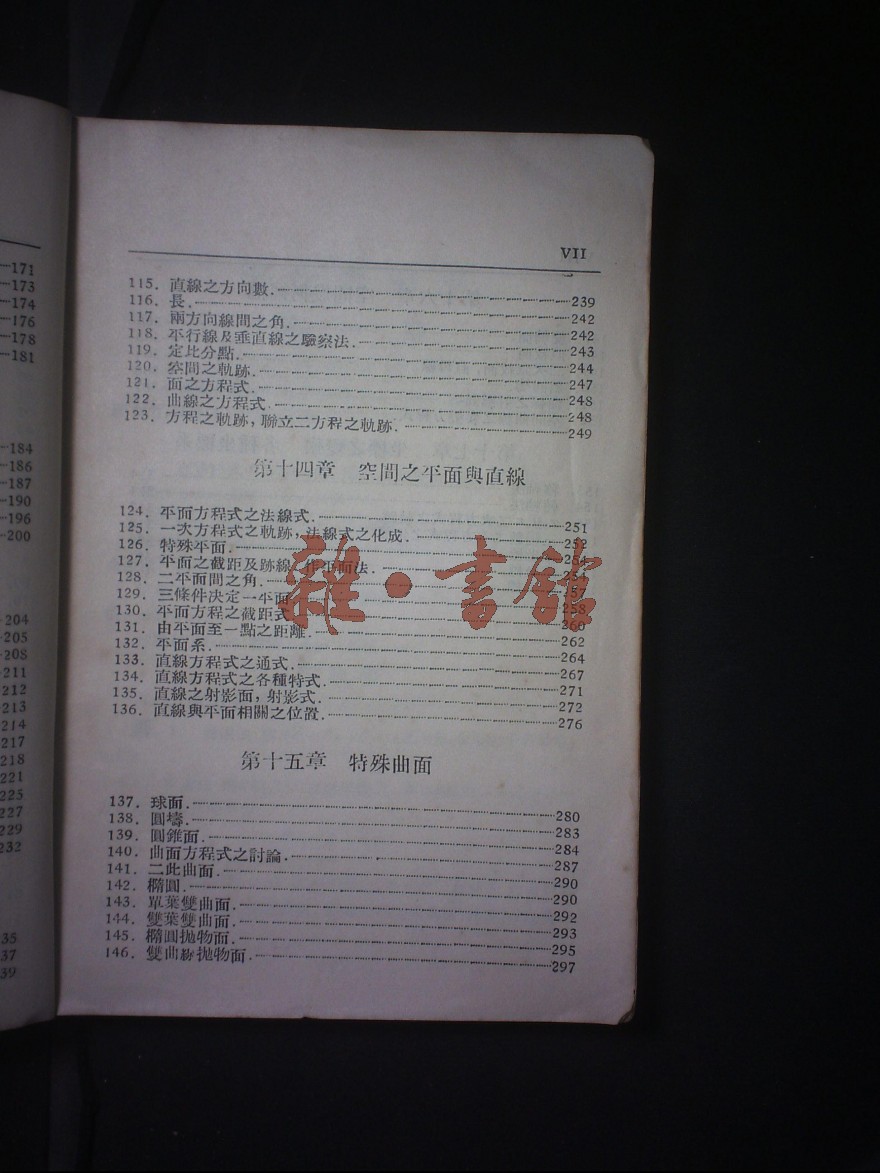 VII
115. 直線之方向數. 239
116. 長. 242
117. 兩方向線間之角. 242
118. 平行線及垂直線之驗察法. 243
119. 定比分點. 244
120. 空間之軌跡. 247
121. 面之方程式. 248
122. 曲線之方程式. 248
123. 方程之軌跡,聯立二方程之軌跡. 249
第十四章 空間之平面與直線
124. 平面方程式之法線式. 251
125. 一次方程式之軌跡,法線式之化成. 252
126. 特殊平面. 254
127. 平面之截距及跡線,作平面法. 254
128. 二平面間之角. 257
129. 三條件决定一平面. 258
130. 平面方程之截距式. 260
131. 由平面至一點之距離. 262
132. 平面系. 264
133. 直線方程式之通式. 267
134. 直線方程式之各種特式. 271
135. 直線之射影面,射影式. 272
136. 直線與平面相關之位置. 276
第十五章 特殊曲面
137. 球面. 280
138. 圓壔. 283
139. 圓錐面. 284
140. 曲面方程式之討論. 287
141. 二此曲面. 290
142. 橢圓. 290
143. 單葉雙曲面. 292
144. 雙葉雙曲面. 293
145. 橢圓拋物面. 295
146. 雙曲線拋物面. 297
雜·書館
171
173
174
176
178
181
184
186
187
190
196
200
204
205
208
211
212
213
214
217
218
221
225
227
229
232
35
37
39